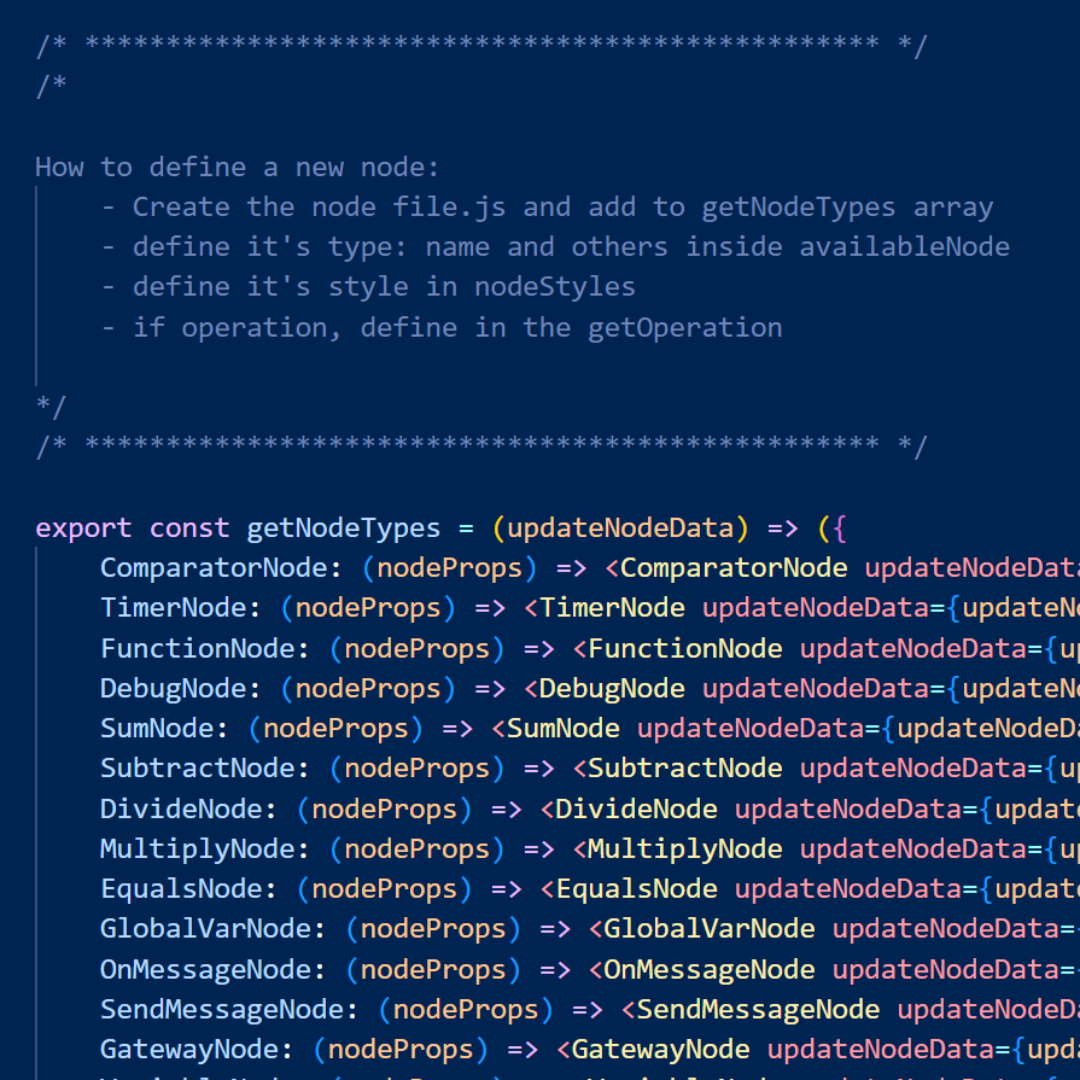 /* ************************************************* */
/*
How to define a new node:
- Create the node file.js and add to getNodeTypes array
- define it's type: name and others inside availableNode
- define it's style in nodeStyles
- if operation, define in the getOperation
*/
/* ************************************************* */
export const getNodeTypes = (updateNodeData) => ({
ComparatorNode: (nodeProps) => <ComparatorNode updateNodeData
TimerNode: (nodeProps) => <TimerNode updateNodeData={updateN
FunctionNode: (nodeProps) => <FunctionNode updateNodeData={up
DebugNode: (nodeProps) => <DebugNode updateNodeData={updateN
SumNode: (nodeProps) => <SumNode updateNodeData={updateNodeDa
SubtractNode: (nodeProps) => <SubtractNode updateNodeData={up
DivideNode: (nodeProps) => <DivideNode updateNodeData={updat
MultiplyNode: (nodeProps) => <MultiplyNode updateNodeData={up
EqualsNode: (nodeProps) => <EqualsNode updateNodeData={updat
GlobalVarNode: (nodeProps) => <GlobalVarNode updateNodeData={
OnMessageNode: (nodeProps) => <OnMessageNode updateNodeData={
SendMessageNode: (nodeProps) => <SendMessageNode updateNodeDa
GatewayNode: (nodeProps) => <GatewayNode updateNodeData={upda